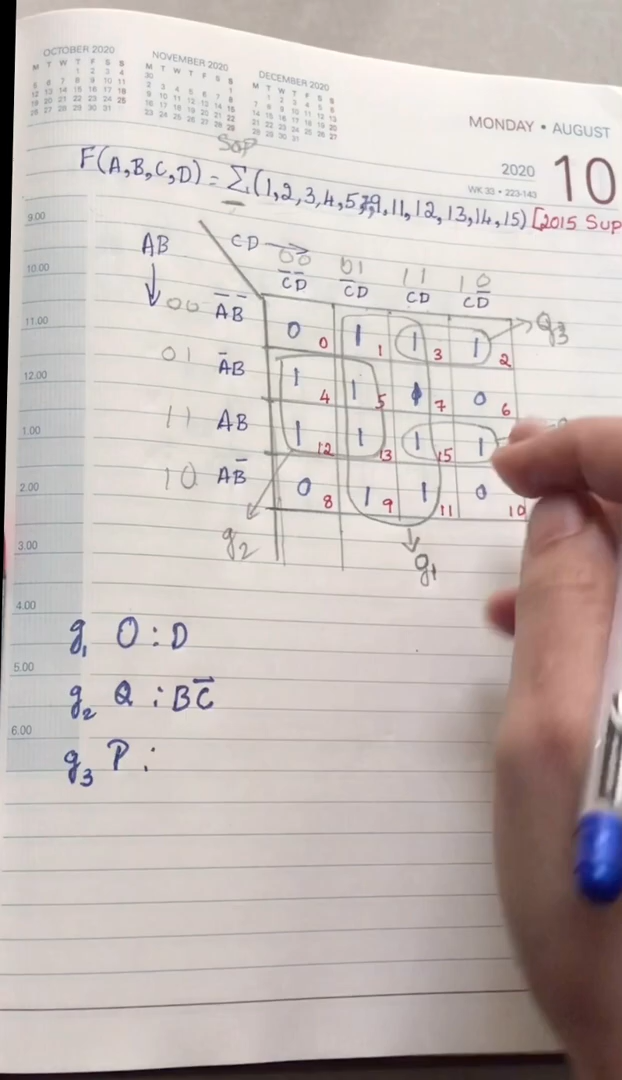 OCTOBER 2020
NOVEMBER 2020
DECEMBER 2020
MONDAY • AUGUST
2020
10
WK 33 • 223-143
SOP
F(A,B,C,D) = Σ(1,2,3,4,5,7,9,11,12,13,14,15) [2015 Sup
9.00
10.00
11.00
12.00
1.00
2.00
3.00
4.00
5.00
6.00
AB
CD →
00 01 11 10
C̅D̅ C̅D CD CD̅
00 A̅B̅ 0 0 1 1 1 3 1 2
g3
01 A̅B 1 4 1 5 1 7 0 6
11 AB 1 12 1 13 1 15 1
10 AB̅ 0 8 1 9 1 11 0 10
g2
g1
g1 O : D
g2 Q : BC̅
g3 P :